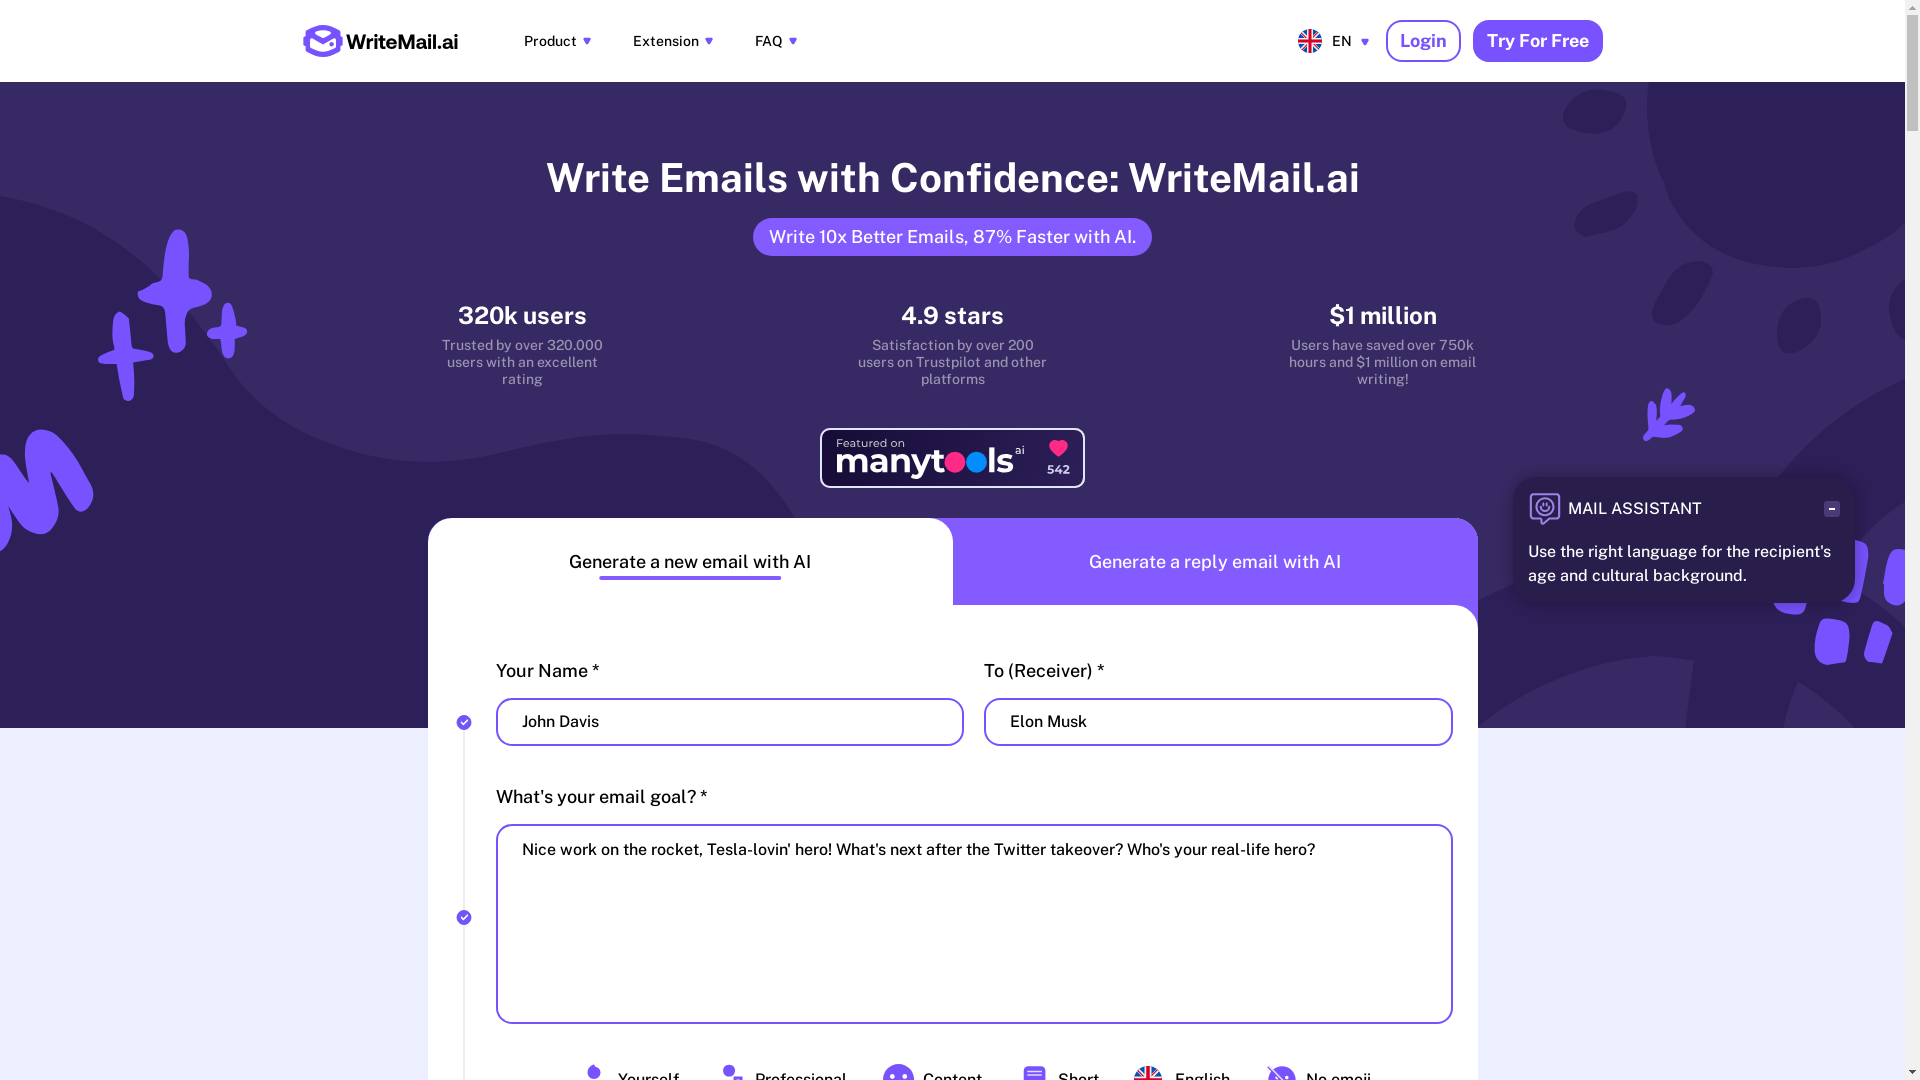 WriteMail.ai
Product
Extension
FAQ
EN
Login
Try For Free
Write Emails with Confidence: WriteMail.ai
Write 10x Better Emails, 87% Faster with AI.
320k users
Trusted by over 320.000
users with an excellent
rating
4.9 stars
Satisfaction by over 200
users on Trustpilot and other
platforms
$1 million
Users have saved over 750k
hours and $1 million on email
writing!
Featured on
manytools ai
542
MAIL ASSISTANT
Use the right language for the recipient's
age and cultural background.
Generate a new email with AI
Generate a reply email with AI
Your Name *
To (Receiver) *
John Davis
Elon Musk
What's your email goal? *
Nice work on the rocket, Tesla-lovin' hero! What's next after the Twitter takeover? Who's your real-life hero?
Yourself
Professional
Content
Short
English
No emoji